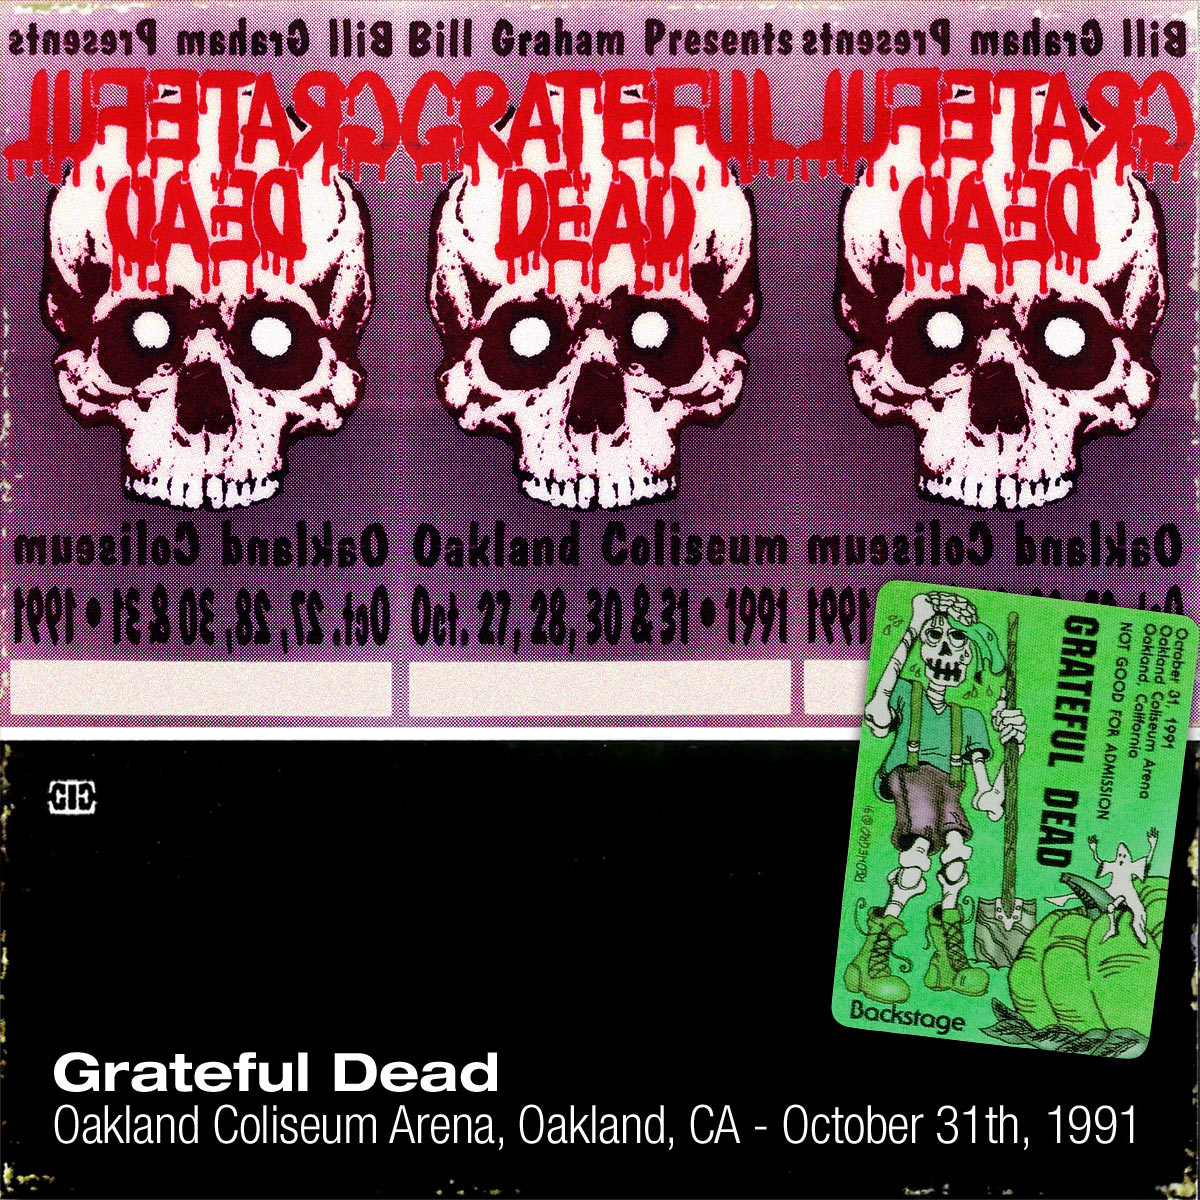 Bill Graham Presents Bill Graham Presents Bill Graham Presents
GRATEFUL GRATEFUL GRATEFUL
DEAD DEAD DEAD
Oakland Coliseum Oakland Coliseum Oakland Coliseum
Oct. 27, 28, 30 & 31 • 1991 Oct. 27, 28, 30 & 31 • 1991 1991
October 31, 1991
Oakland Coliseum Arena
Oakland, California
NOT GOOD FOR ADMISSION
GRATEFUL DEAD
Backstage
Grateful Dead
Oakland Coliseum Arena, Oakland, CA - October 31th, 1991